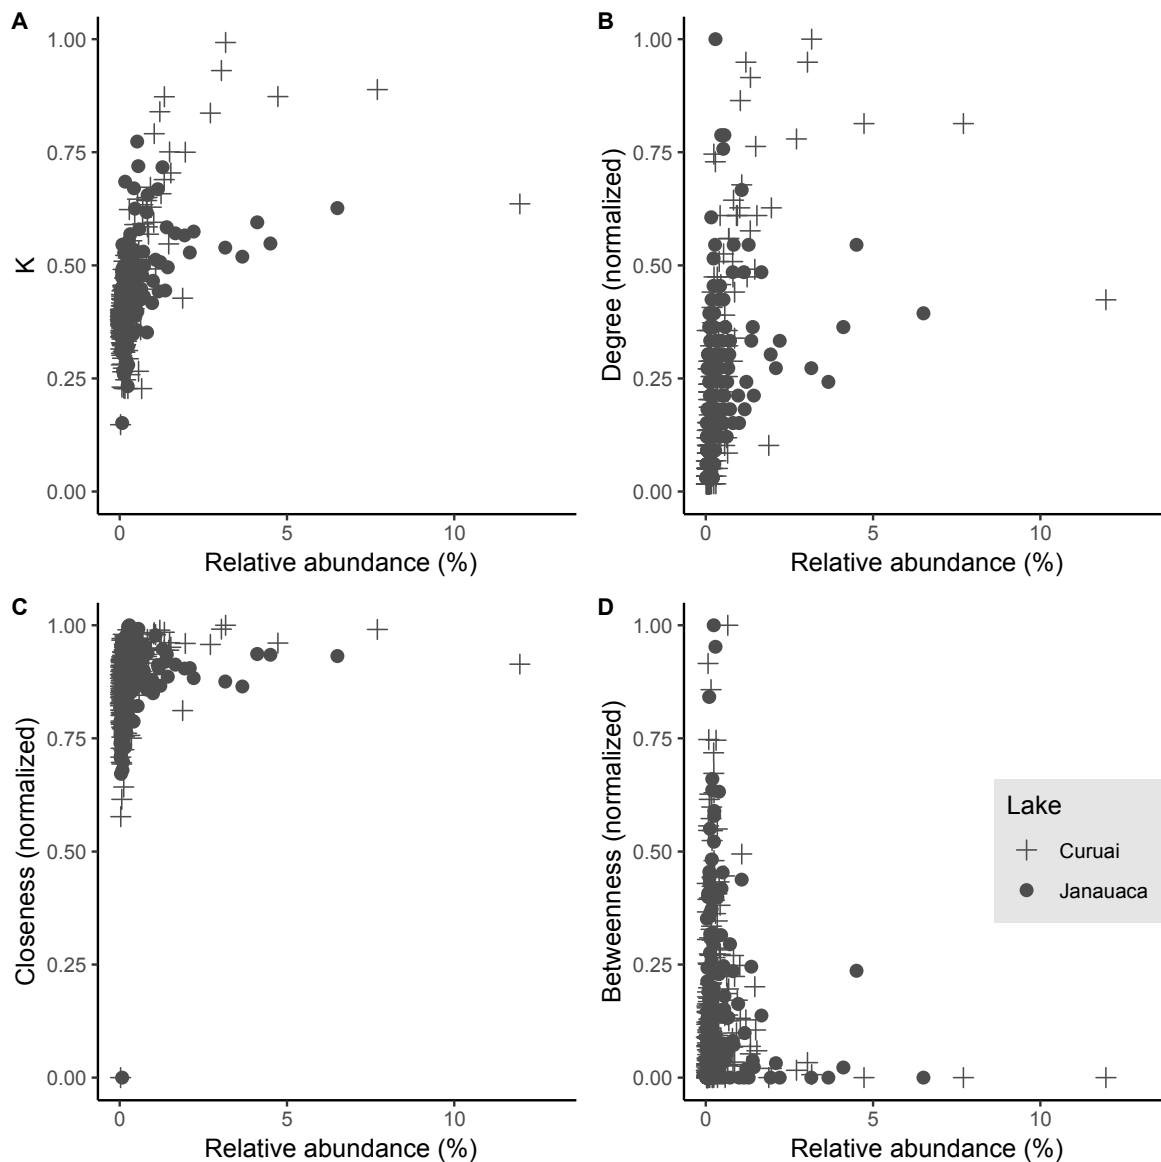 A
K
1.00
0.75
0.50
0.25
0.00
0
5
10
Relative abundance (%)
B
Degree (normalized)
1.00
0.75
0.50
0.25
0.00
0
5
10
Relative abundance (%)
C
Closeness (normalized)
1.00
0.75
0.50
0.25
0.00
0
5
10
Relative abundance (%)
D
Betweenness (normalized)
1.00
0.75
0.50
0.25
0.00
0
5
10
Relative abundance (%)
Lake
Curuai
Janauaca